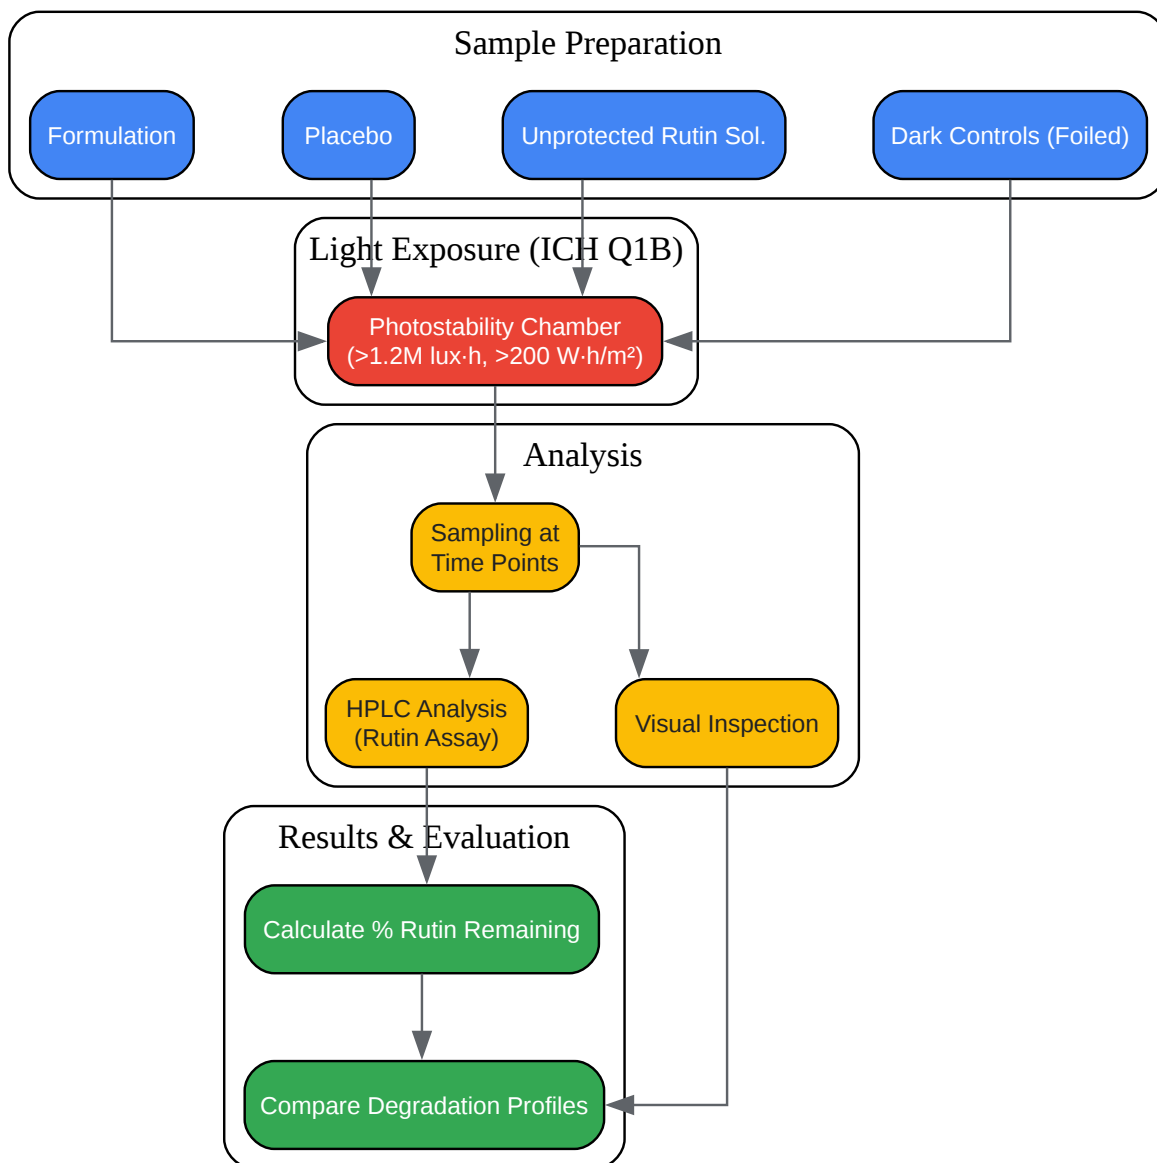 Sample Preparation
Formulation
Placebo
Unprotected Rutin Sol.
Dark Controls (Foiled)
Light Exposure (ICH Q1B)
Photostability Chamber
(>1.2M lux·h, >200 W·h/m²)
Analysis
Sampling at
Time Points
HPLC Analysis
(Rutin Assay)
Visual Inspection
Results & Evaluation
Calculate % Rutin Remaining
Compare Degradation Profiles